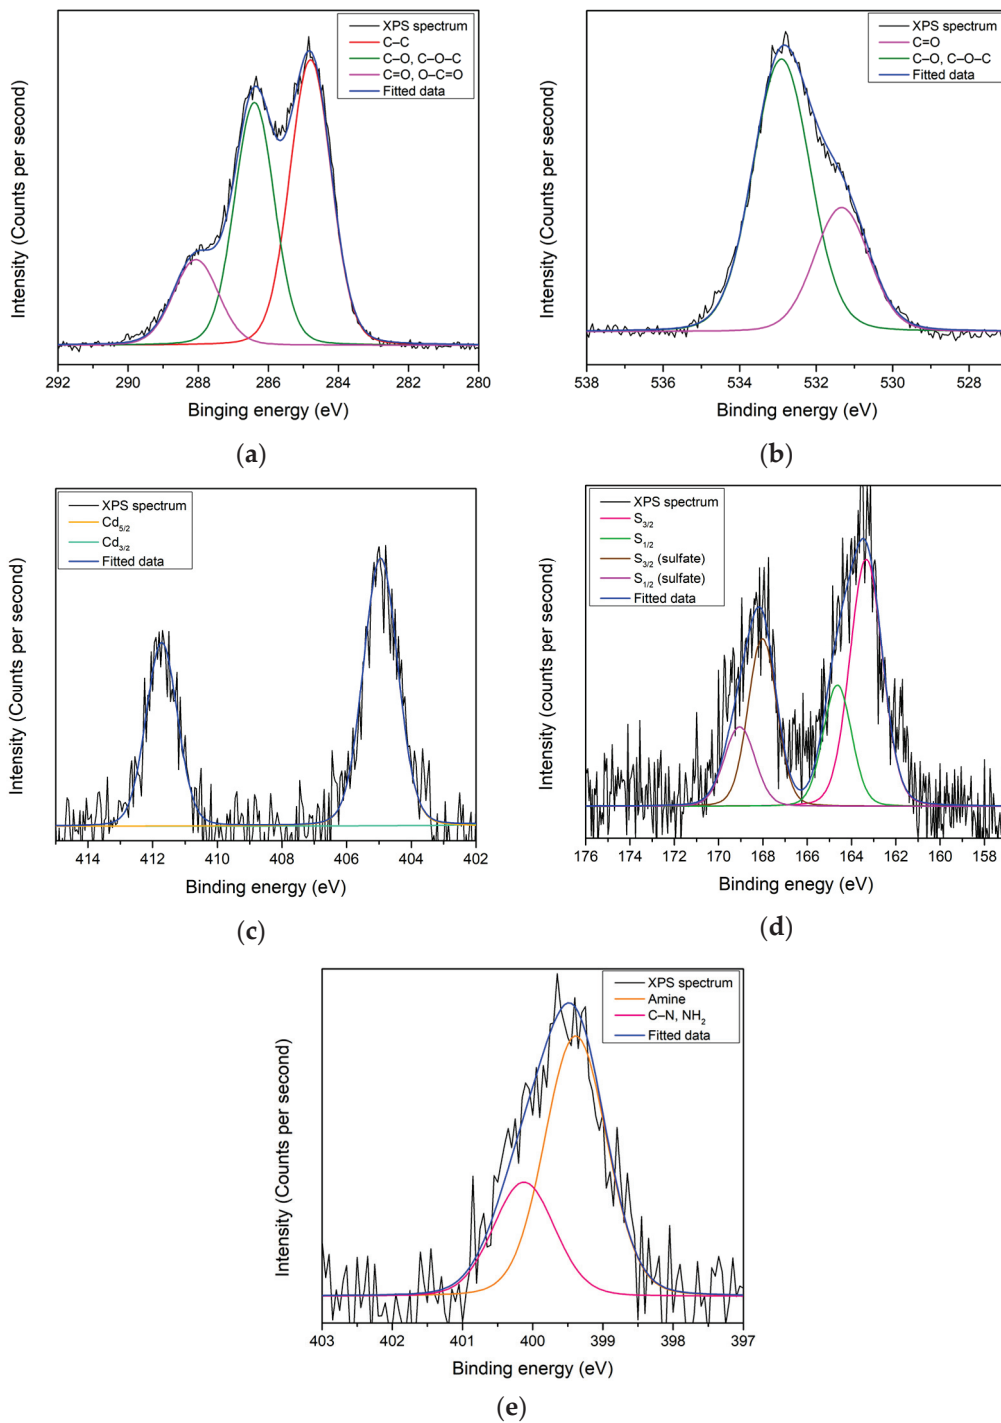 XPS spectrum
C–C
C–O, C–O–C
C=O, O–C=O
Fitted data
Intensity (Counts per second)
292 290 288 286 284 282 280
Binging energy (eV)
(a)
XPS spectrum
C=O
C–O, C–O–C
Fitted data
Intensity (Counts per second)
538 536 534 532 530 528
Binding energy (eV)
(b)
XPS spectrum
Cd5/2
Cd3/2
Fitted data
Intensity (Counts per second)
414 412 410 408 406 404 402
Binding energy (eV)
(c)
XPS spectrum
S3/2
S1/2
S3/2 (sulfate)
S1/2 (sulfate)
Fitted data
Intensity (counts per second)
176 174 172 170 168 166 164 162 160 158
Binding energy (eV)
(d)
XPS spectrum
Amine
C–N, NH2
Fitted data
Intensity (Counts per second)
403 402 401 400 399 398 397
Binding energy (eV)
(e)